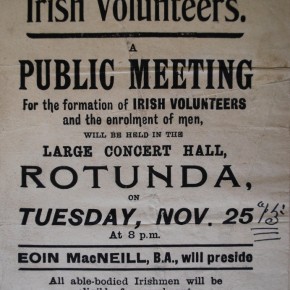 Irish Volunteers.
A
PUBLIC MEETING
For the formation of IRISH VOLUNTEERS
and the enrolment of men,
WILL BE HELD IN THE
LARGE CONCERT HALL,
ROTUNDA,
ON
TUESDAY, NOV. 25
At 8 p.m.
EOIN MacNEILL, B.A., will preside
All able-bodied Irishmen will be